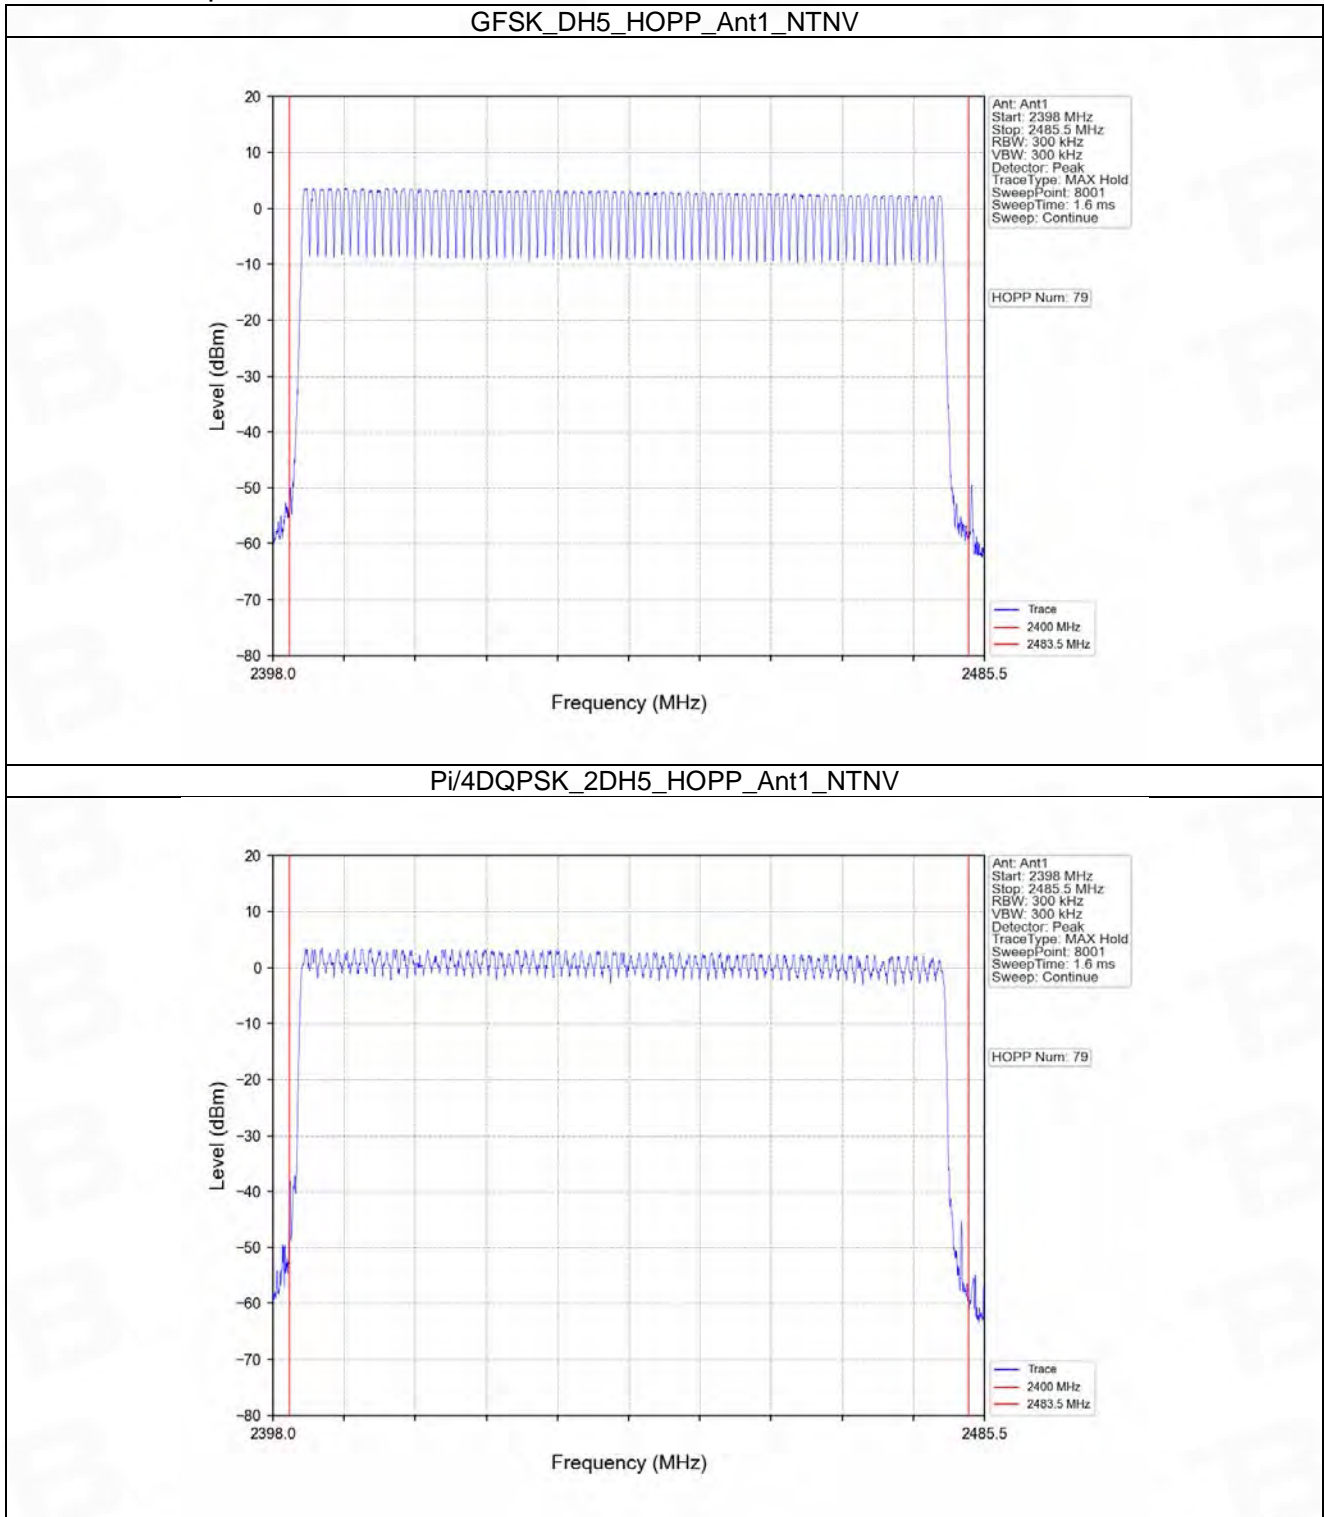 GFSK_DH5_HOPP_Ant1_NTNV
20
10
0
−10
−20
−30
−40
−50
−60
−70
−80
Level (dBm)
2398.0
2485.5
Frequency (MHz)
Ant: Ant1
Start: 2398 MHz
Stop: 2485.5 MHz
RBW: 300 kHz
VBW: 300 kHz
Detector: Peak
TraceType: MAX Hold
SweepPoint: 8001
SweepTime: 1.6 ms
Sweep: Continue
HOPP Num: 79
Trace
2400 MHz
2483.5 MHz
Pi/4DQPSK_2DH5_HOPP_Ant1_NTNV
20
10
0
−10
−20
−30
−40
−50
−60
−70
−80
Level (dBm)
2398.0
2485.5
Frequency (MHz)
Ant: Ant1
Start: 2398 MHz
Stop: 2485.5 MHz
RBW: 300 kHz
VBW: 300 kHz
Detector: Peak
TraceType: MAX Hold
SweepPoint: 8001
SweepTime: 1.6 ms
Sweep: Continue
HOPP Num: 79
Trace
2400 MHz
2483.5 MHz